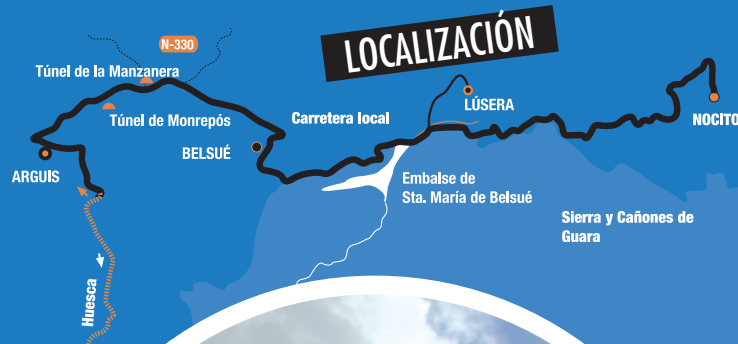 LOCALIZACIÓN
N-330
Túnel de la Manzanera
Túnel de Monrepós
Carretera local
LÚSERA
NOCITO
BELSUÉ
ARGUIS
Embalse de
Sta. María de Belsué
Sierra y Cañones de
Guara
Huesca